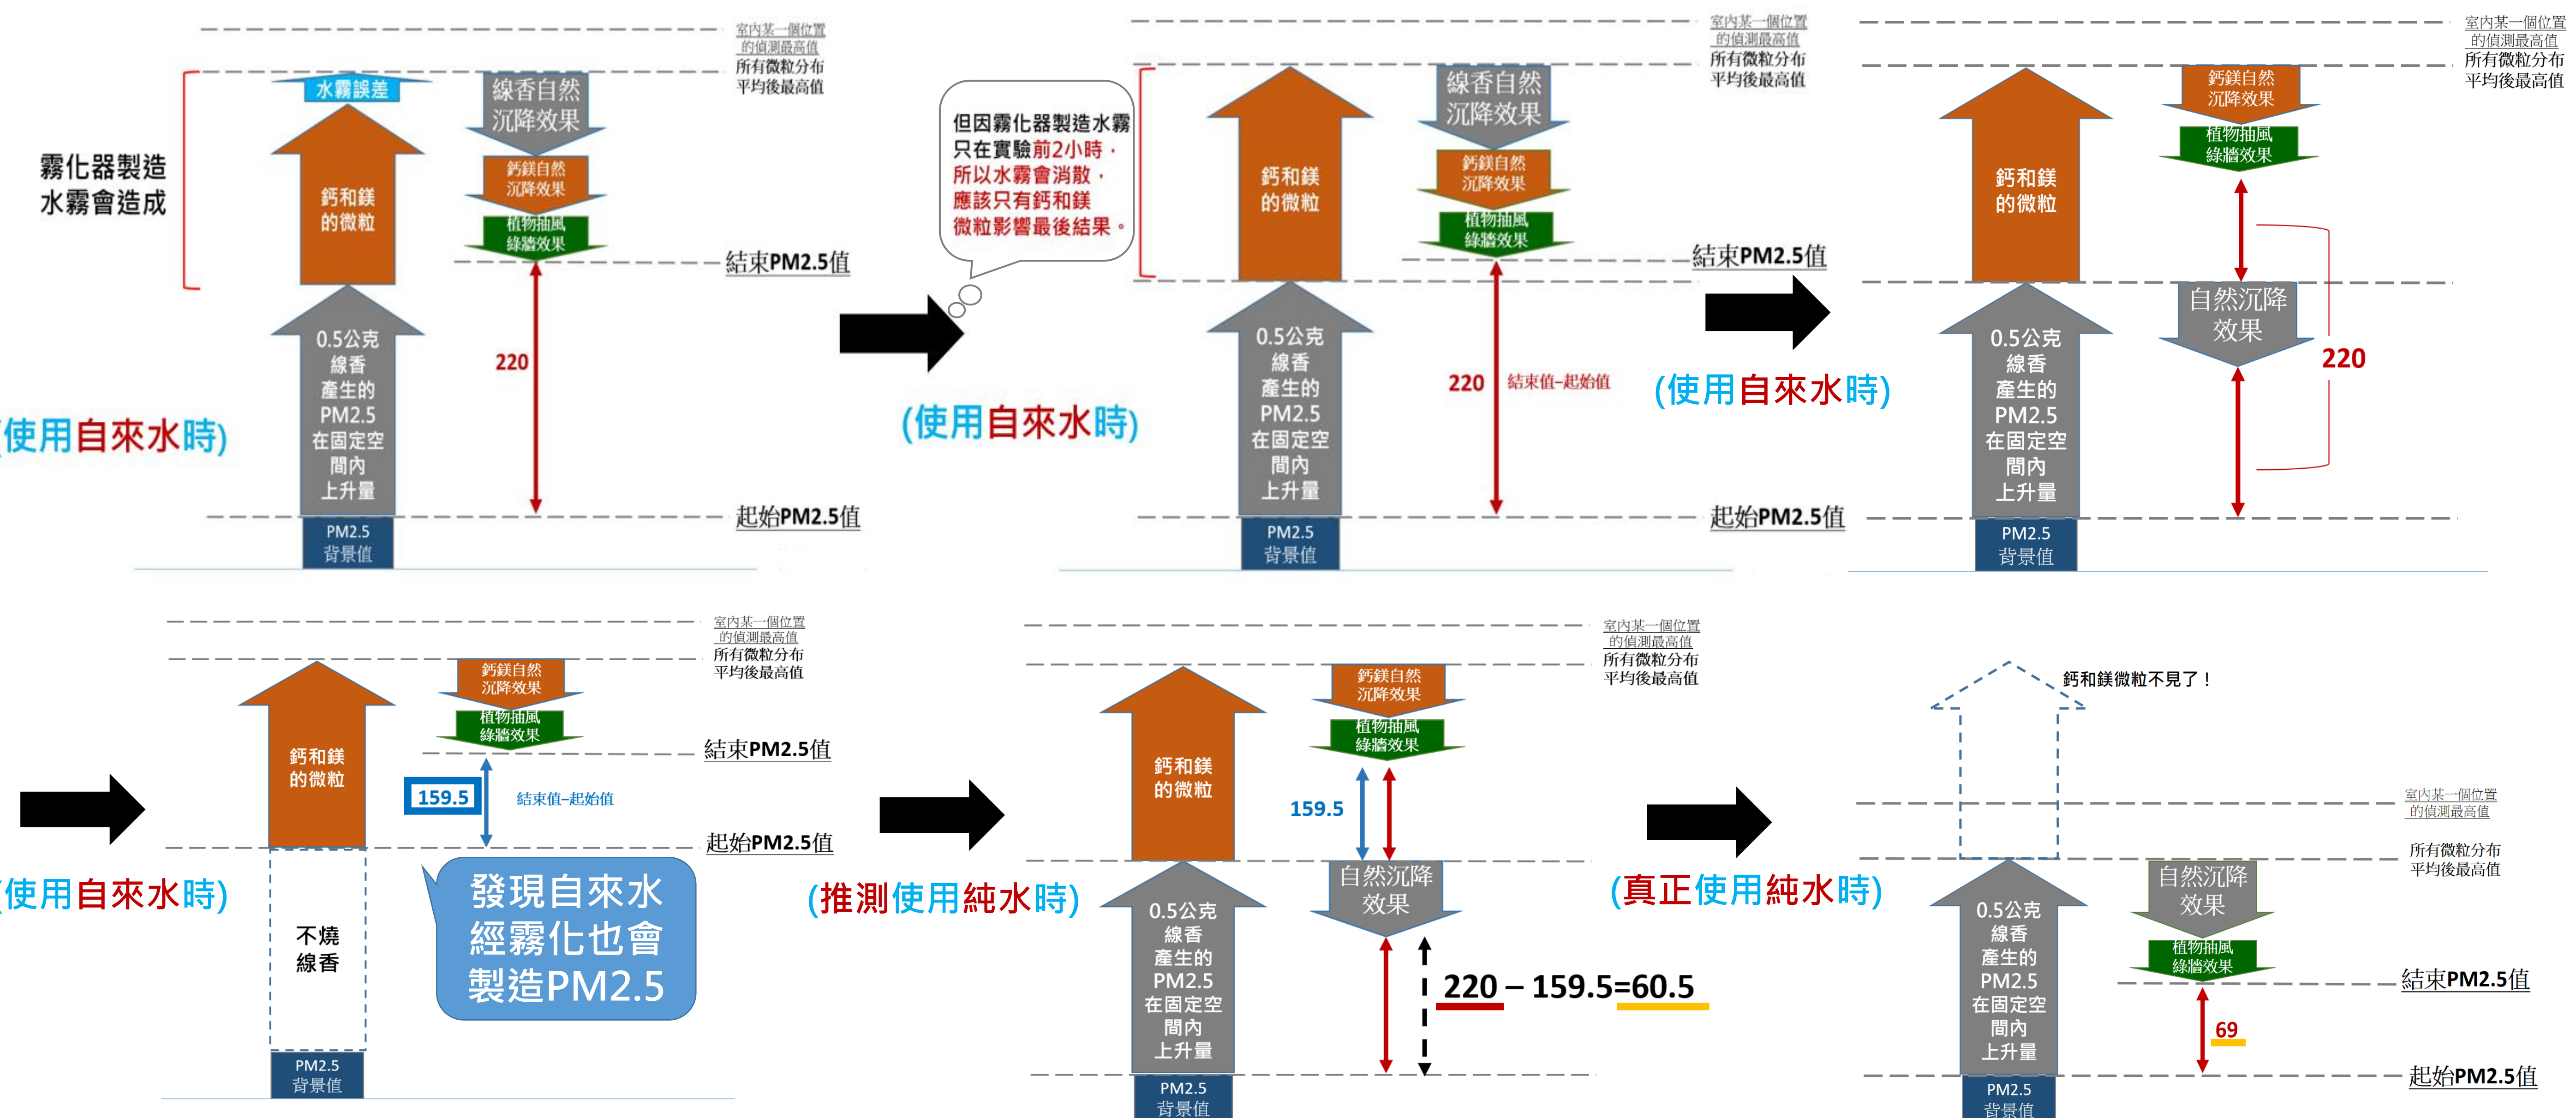 室內某一個位置
的偵測最高值
所有微粒分布
平均後最高值
水霧誤差
線香自然
沉降效果
霧化器製造
水霧會造成
鈣和鎂
的微粒
鈣鎂自然
沉降效果
植物抽風
綠牆效果
結束PM2.5值
0.5公克
線香
產生的
PM2.5
在固定空
間內
上升量
220
(使用自來水時)
起始PM2.5值
PM2.5
背景值
室內某一個位置
的偵測最高值
所有微粒分布
平均後最高值
但因霧化器製造水霧
只在實驗前2小時，
所以水霧會消散，
應該只有鈣和鎂
微粒影響最後結果。
線香自然
沉降效果
鈣和鎂
的微粒
鈣鎂自然
沉降效果
植物抽風
綠牆效果
結束PM2.5值
0.5公克
線香
產生的
PM2.5
在固定空
間內
上升量
220 結束值–起始值
(使用自來水時)
起始PM2.5值
PM2.5
背景值
室內某一個位置
的偵測最高值
所有微粒分布
平均後最高值
鈣鎂自然
沉降效果
植物抽風
綠牆效果
鈣和鎂
的微粒
自然沉降
效果
0.5公克
線香
產生的
PM2.5
在固定空
間內
上升量
220
(使用自來水時)
PM2.5
背景值
室內某一個位置
的偵測最高值
所有微粒分布
平均後最高值
鈣鎂自然
沉降效果
植物抽風
綠牆效果
結束PM2.5值
鈣和鎂
的微粒
159.5 結束值–起始值
起始PM2.5值
(使用自來水時)
不燒
線香
發現自來水
經霧化也會
製造PM2.5
PM2.5
背景值
室內某一個位置
的偵測最高值
所有微粒分布
平均後最高值
鈣鎂自然
沉降效果
植物抽風
綠牆效果
鈣和鎂
的微粒
159.5
自然沉降
效果
(推測使用純水時)
0.5公克
線香
產生的
PM2.5
在固定空
間內
上升量
220 – 159.5=60.5
PM2.5
背景值
鈣和鎂微粒不見了！
室內某一個位置
的偵測最高值
所有微粒分布
平均後最高值
自然沉降
效果
(真正使用純水時)
植物抽風
綠牆效果
結束PM2.5值
0.5公克
線香
產生的
PM2.5
在固定空
間內
上升量
69
起始PM2.5值
PM2.5
背景值